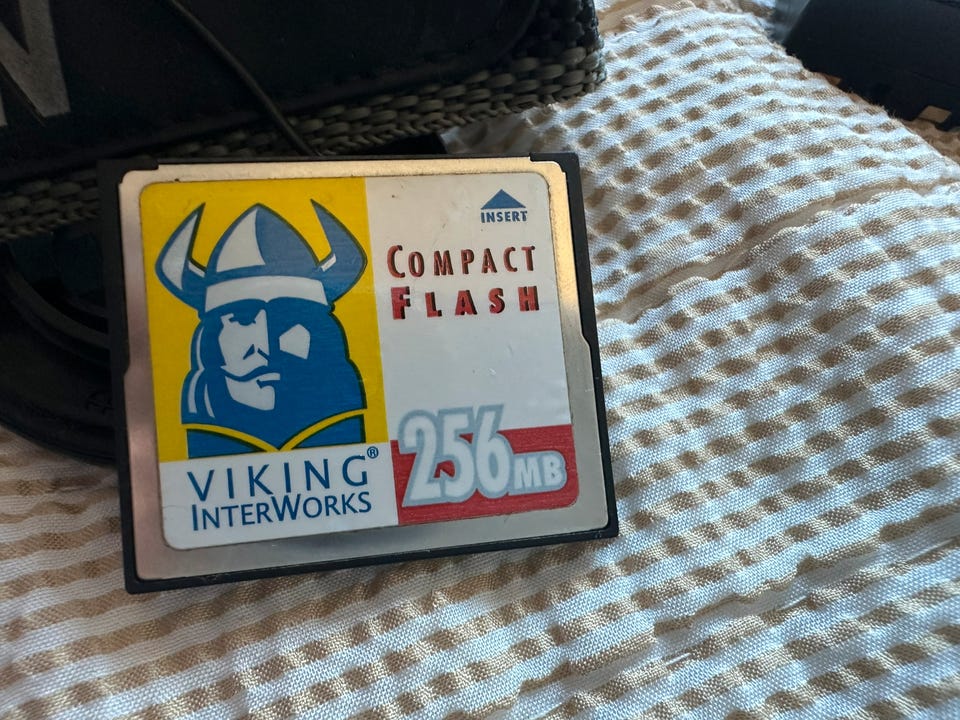 INSERT
COMPACT
FLASH
256MB
VIKING®
INTERWORKS